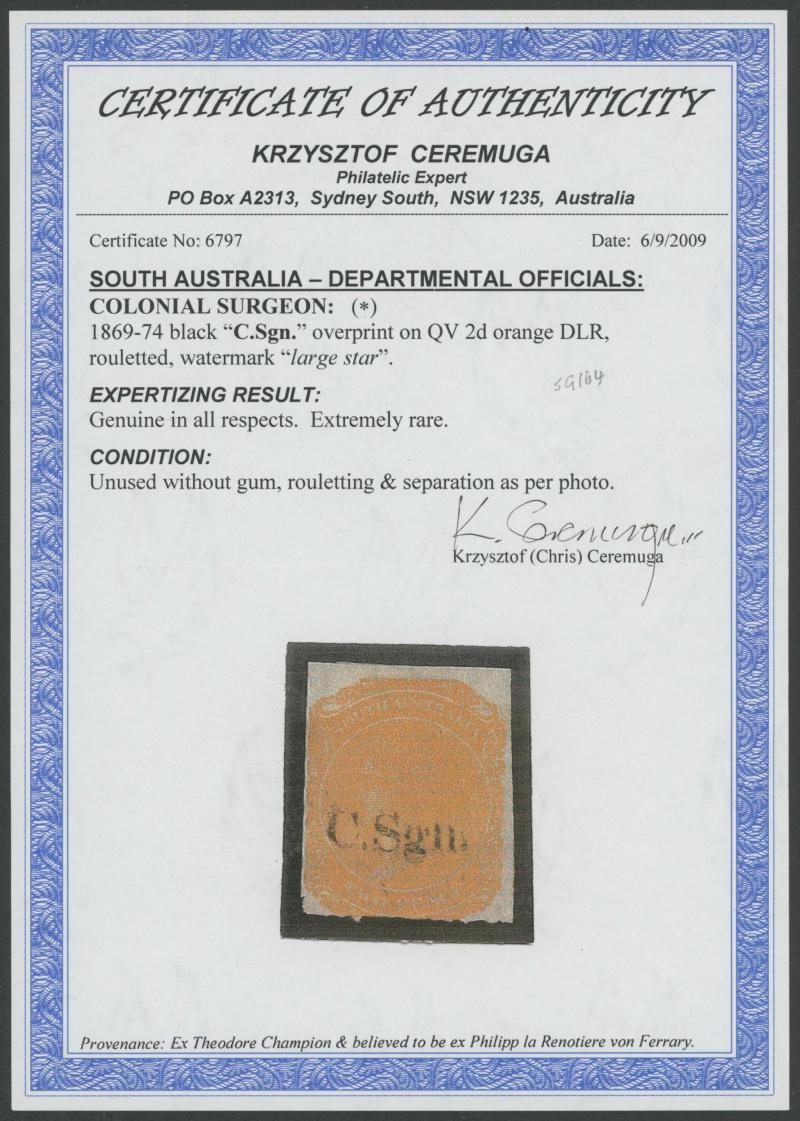 CERTIFICATE OF AUTHENTICITY
KRZYSZTOF CEREMUGA
Philatelic Expert
PO Box A2313, Sydney South, NSW 1235, Australia
Certificate No: 6797 Date: 6/9/2009
SOUTH AUSTRALIA – DEPARTMENTAL OFFICIALS:
COLONIAL SURGEON: (*)
1869-74 black “C.Sgn.” overprint on QV 2d orange DLR,
rouletted, watermark “large star”.
SG164
EXPERTIZING RESULT:
Genuine in all respects. Extremely rare.
CONDITION:
Unused without gum, rouletting & separation as per photo.
K. Ceremuga
Krzysztof (Chris) Ceremuga
SOUTH AUSTRALIA
C.Sgn.
Provenance: Ex Theodore Champion & believed to be ex Philipp la Renotiere von Ferrary.